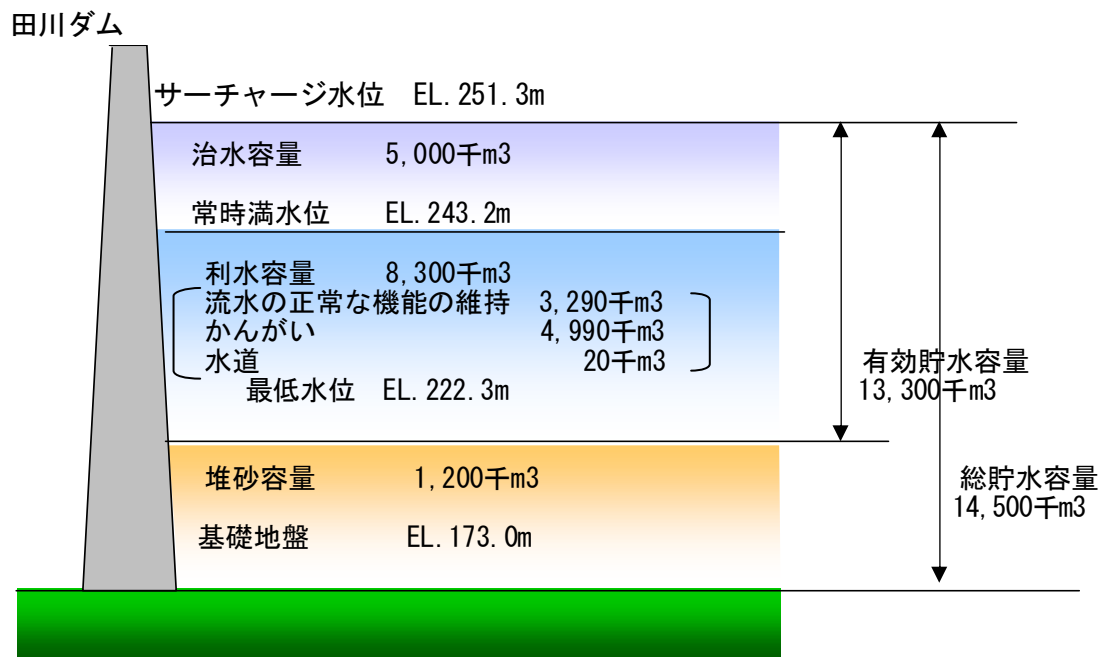 田川ダム
サーチャージ水位 EL.251.3m
治水容量 5,000千m3
常時満水位 EL.243.2m
利水容量 8,300千m3
流水の正常な機能の維持 3,290千m3
かんがい 4,990千m3
水道 20千m3
最低水位 EL.222.3m
有効貯水容量
13,300千m3
堆砂容量 1,200千m3
総貯水容量
14,500千m3
基礎地盤 EL.173.0m